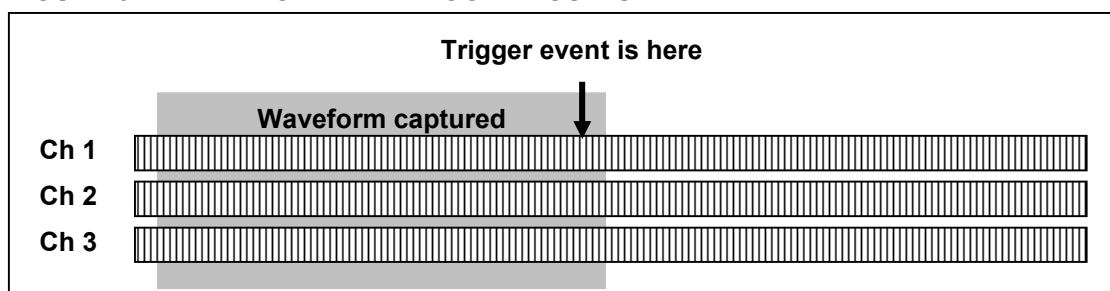 Trigger event is here
Waveform captured
Ch 1
Ch 2
Ch 3